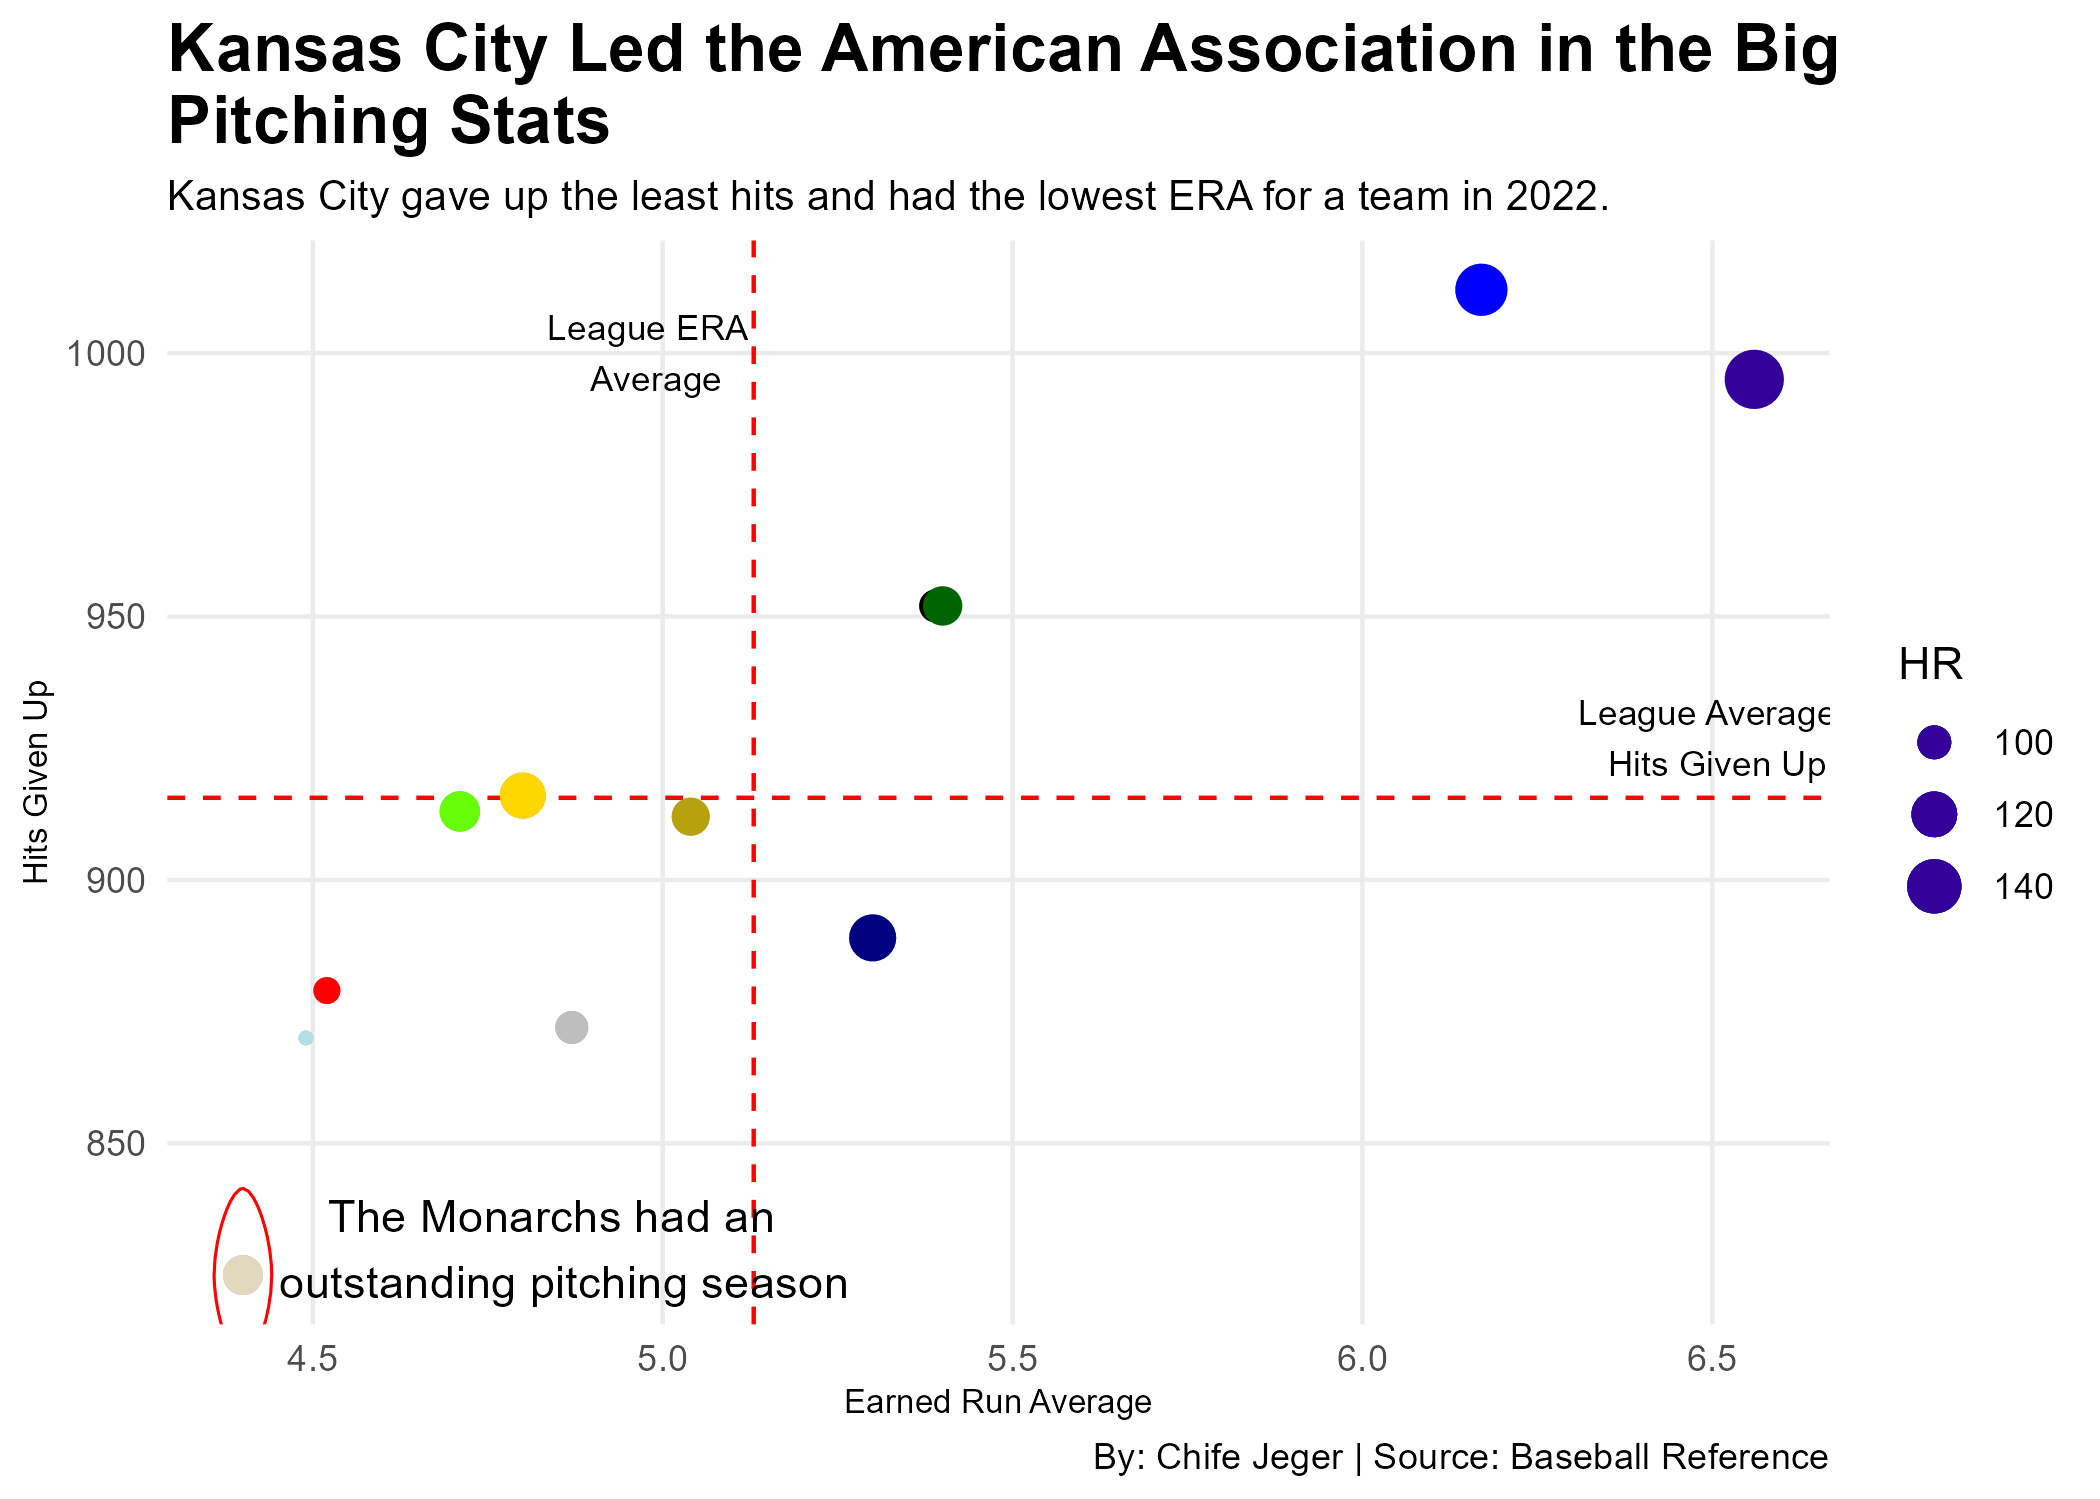 Kansas City Led the American Association in the Big
Pitching Stats
Kansas City gave up the least hits and had the lowest ERA for a team in 2022.
League ERA
Average
1000
950
900
850
Hits Given Up
League Average
Hits Given Up
HR
100
120
140
The Monarchs had an
outstanding pitching season
4.5
5.0
5.5
6.0
6.5
Earned Run Average
By: Chife Jeger | Source: Baseball Reference